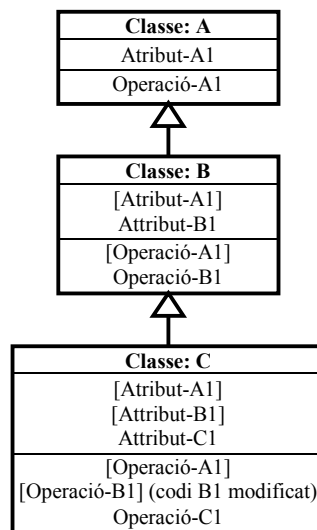 Classe: A
Atribut-A1
Operació-A1
Classe: B
[Atribut-A1]
Attribut-B1
[Operació-A1]
Operació-B1
Classe: C
[Atribut-A1]
[Attribut-B1]
Attribut-C1
[Operació-A1]
[Operació-B1] (codi B1 modificat)
Operació-C1